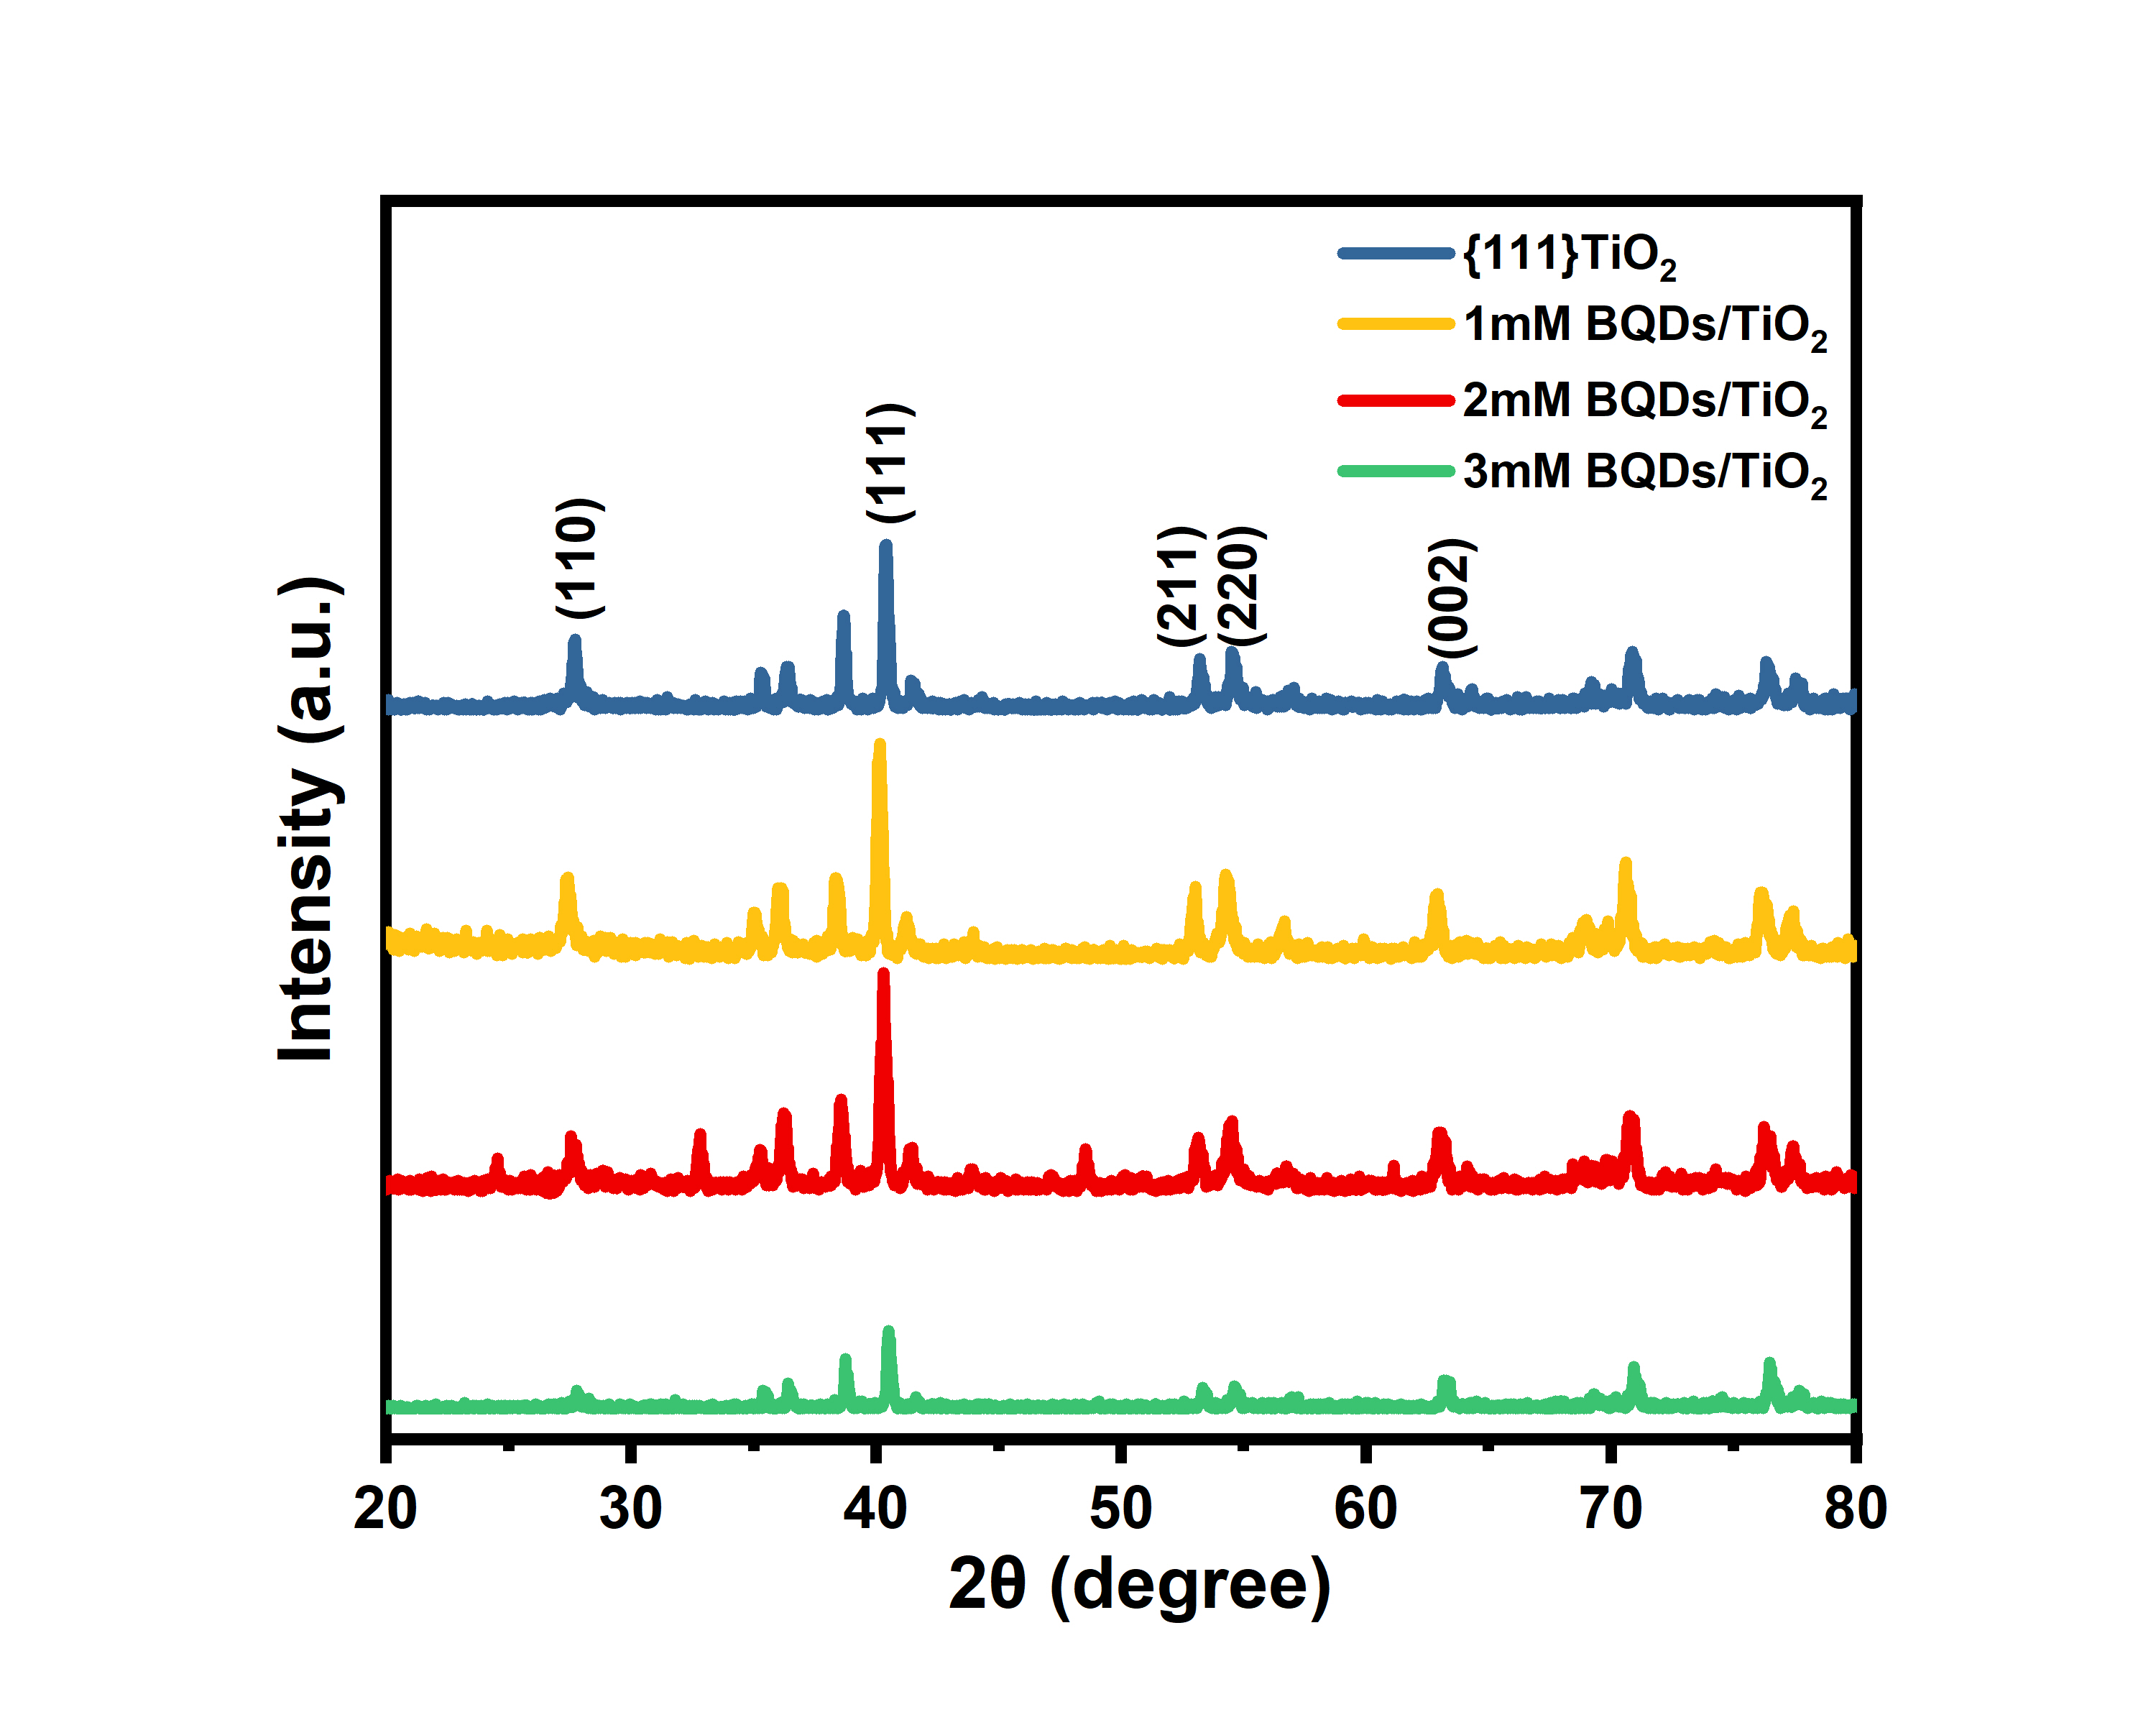 {111}TiO₂
1mM BQDs/TiO₂
2mM BQDs/TiO₂
3mM BQDs/TiO₂
(110)
(111)
(211)
(220)
(002)
Intensity (a.u.)
20 30 40 50 60 70 80
2θ (degree)